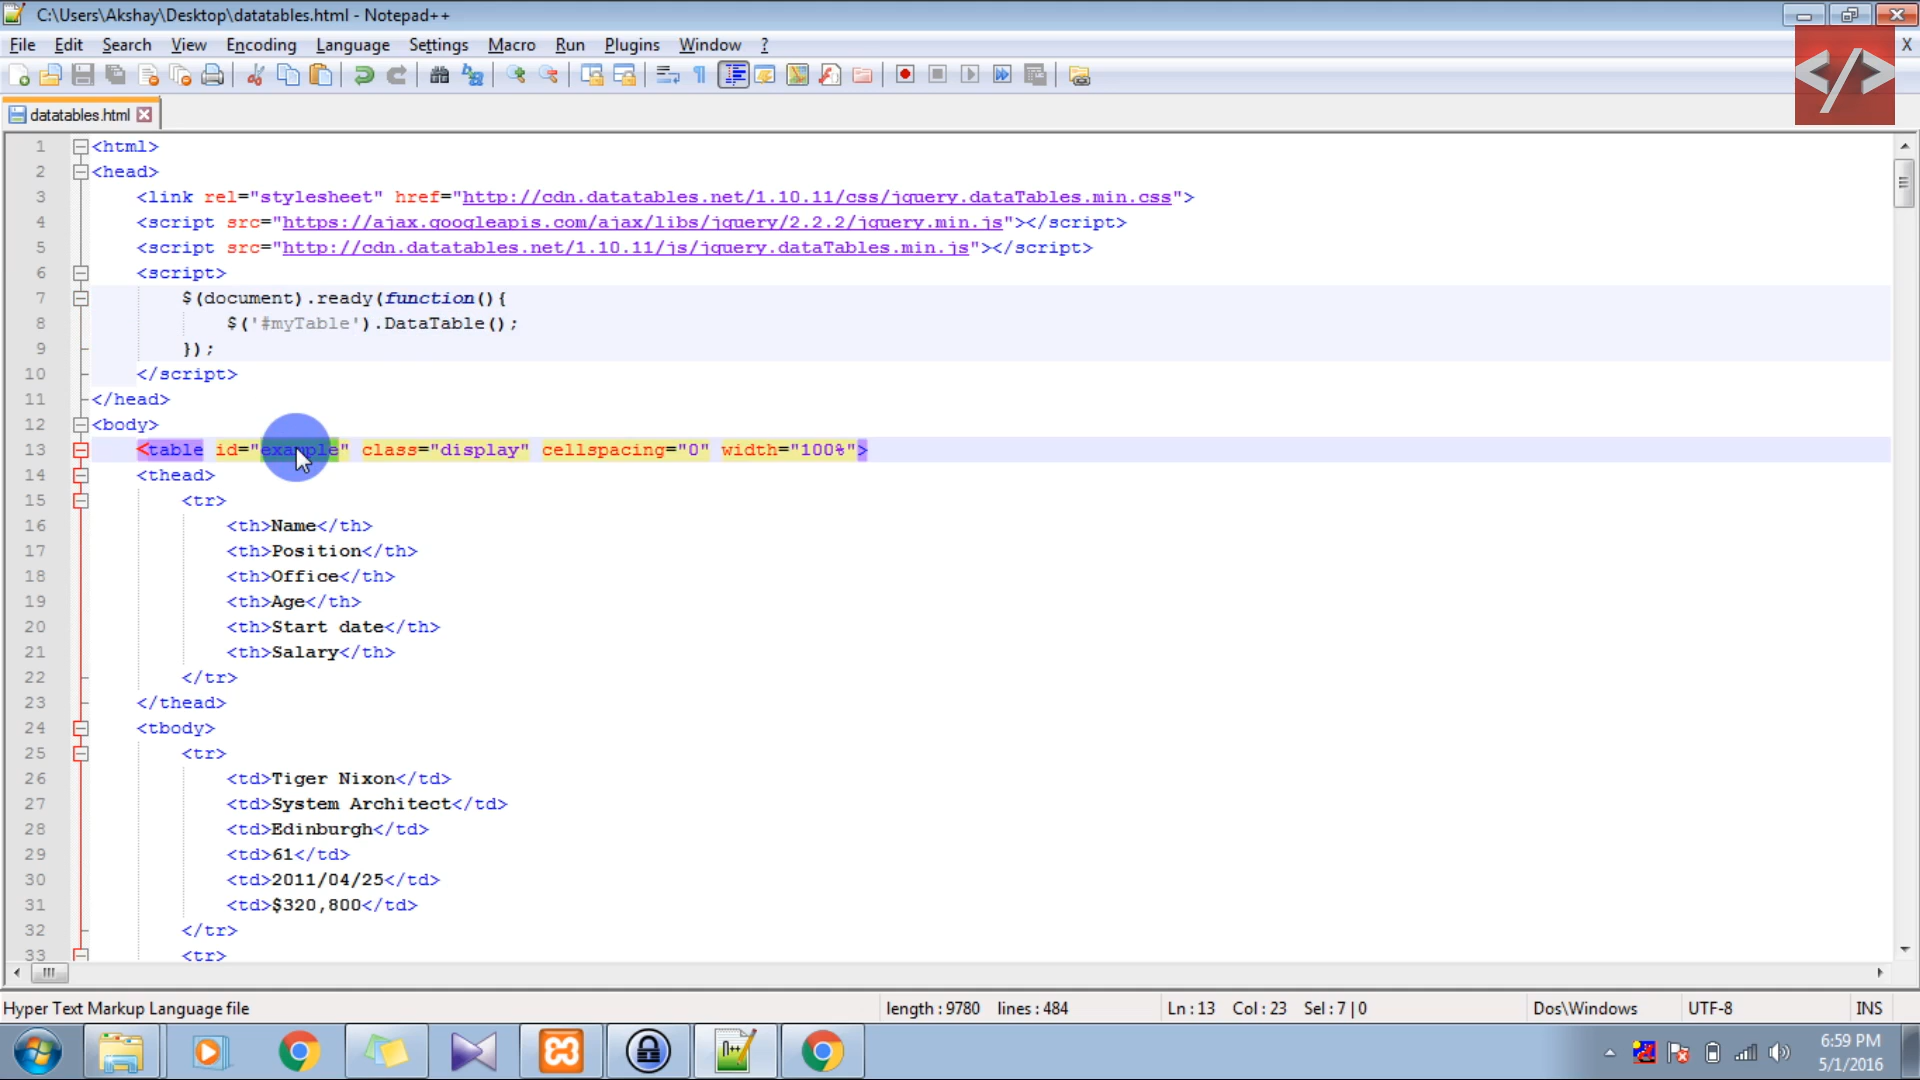 C:\Users\Akshay\Desktop\datatables.html - Notepad++
File Edit Search View Encoding Language Settings Macro Run Plugins Window ? X
</>
datatables.html
1 <html>
2 <head>
3 <link rel="stylesheet" href="http://cdn.datatables.net/1.10.11/css/jquery.dataTables.min.css">
4 <script src="https://ajax.googleapis.com/ajax/libs/jquery/2.2.2/jquery.min.js"></script>
5 <script src="http://cdn.datatables.net/1.10.11/js/jquery.dataTables.min.js"></script>
6 <script>
7 $(document).ready(function(){
8 $('#myTable').DataTable();
9 });
10 </script>
11 </head>
12 <body>
13 <table id="example" class="display" cellspacing="0" width="100%">
14 <thead>
15 <tr>
16 <th>Name</th>
17 <th>Position</th>
18 <th>Office</th>
19 <th>Age</th>
20 <th>Start date</th>
21 <th>Salary</th>
22 </tr>
23 </thead>
24 <tbody>
25 <tr>
26 <td>Tiger Nixon</td>
27 <td>System Architect</td>
28 <td>Edinburgh</td>
29 <td>61</td>
30 <td>2011/04/25</td>
31 <td>$320,800</td>
32 </tr>
33 <tr>
Hyper Text Markup Language file length : 9780 lines : 484 Ln : 13 Col : 23 Sel : 7 | 0 Dos\Windows UTF-8 INS
6:59 PM
5/1/2016